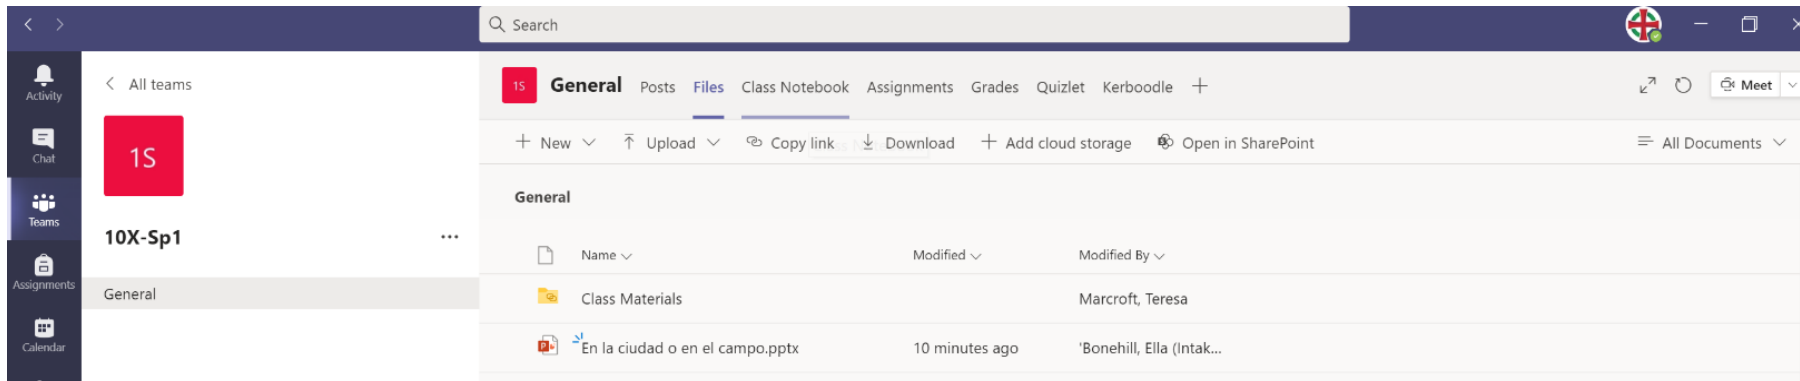 Search
Activity
Chat
Teams
Assignments
Calendar
All teams
1S
10X-Sp1
...
General
1S General Posts Files Class Notebook Assignments Grades Quizlet Kerboodle + Meet
+ New Upload Copy link Download + Add cloud storage Open in SharePoint All Documents
General
Name Modified Modified By
Class Materials Marcroft, Teresa
En la ciudad o en el campo.pptx 10 minutes ago 'Bonehill, Ella (Intak...